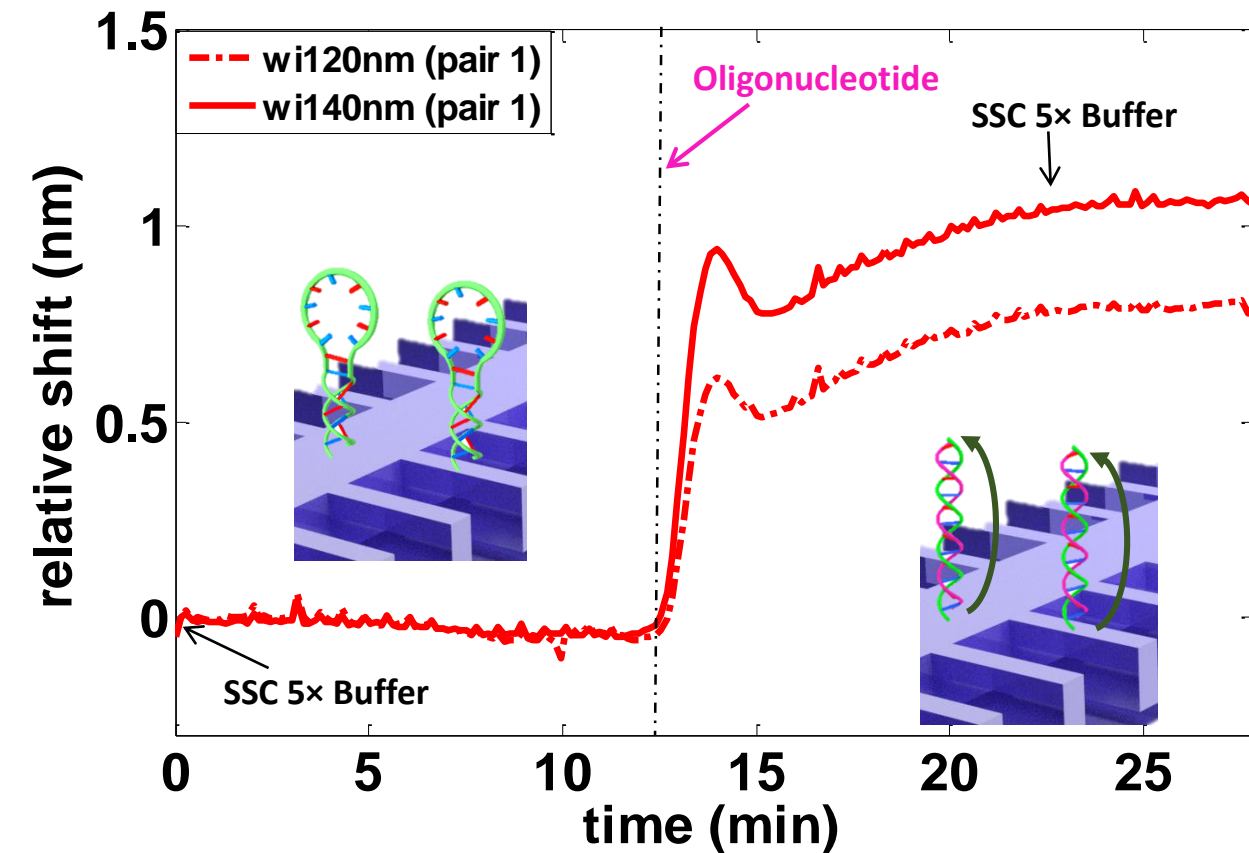 1.5
wi120nm (pair 1)
wi140nm (pair 1)
Oligonucleotide
SSC 5× Buffer
relative shift (nm)
1
0.5
0
SSC 5× Buffer
0 5 10 15 20 25
time (min)